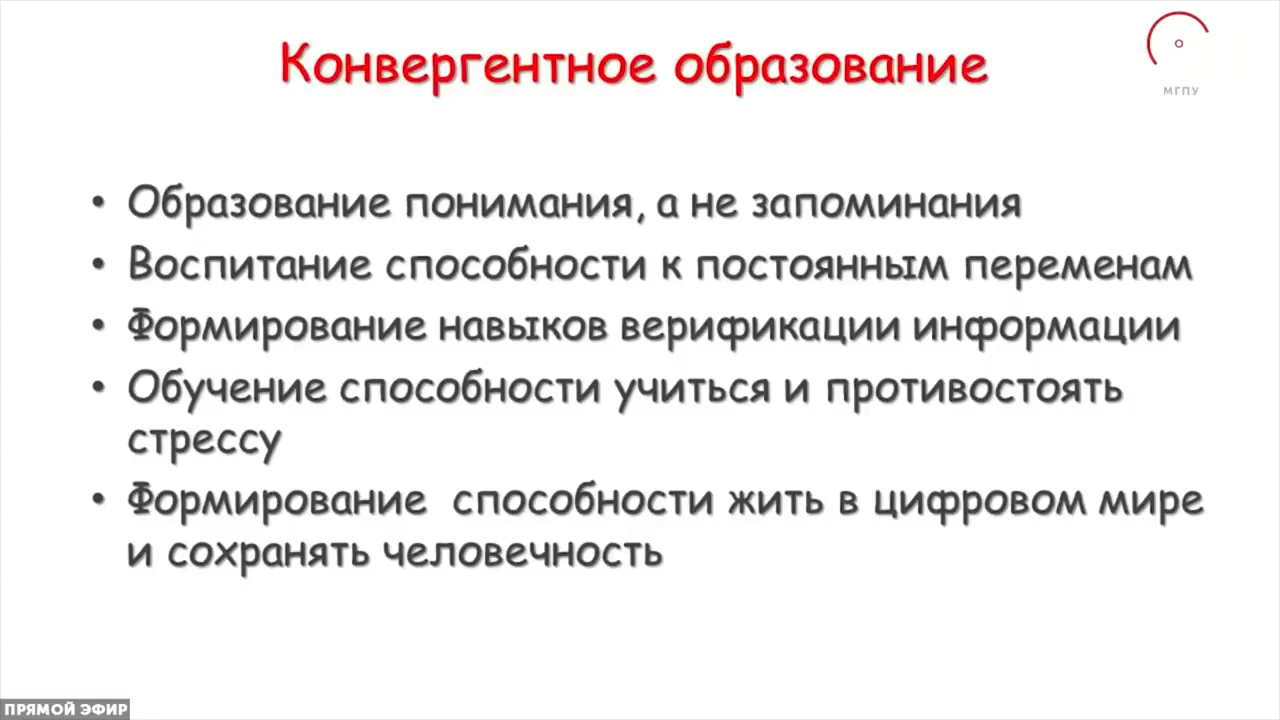 Конвергентное образование
МГПУ
• Образование понимания, а не запоминания
• Воспитание способности к постоянным переменам
• Формирование навыков верификации информации
• Обучение способности учиться и противостоять
стрессу
• Формирование способности жить в цифровом мире
и сохранять человечность
ПРЯМОЙ ЭФИР